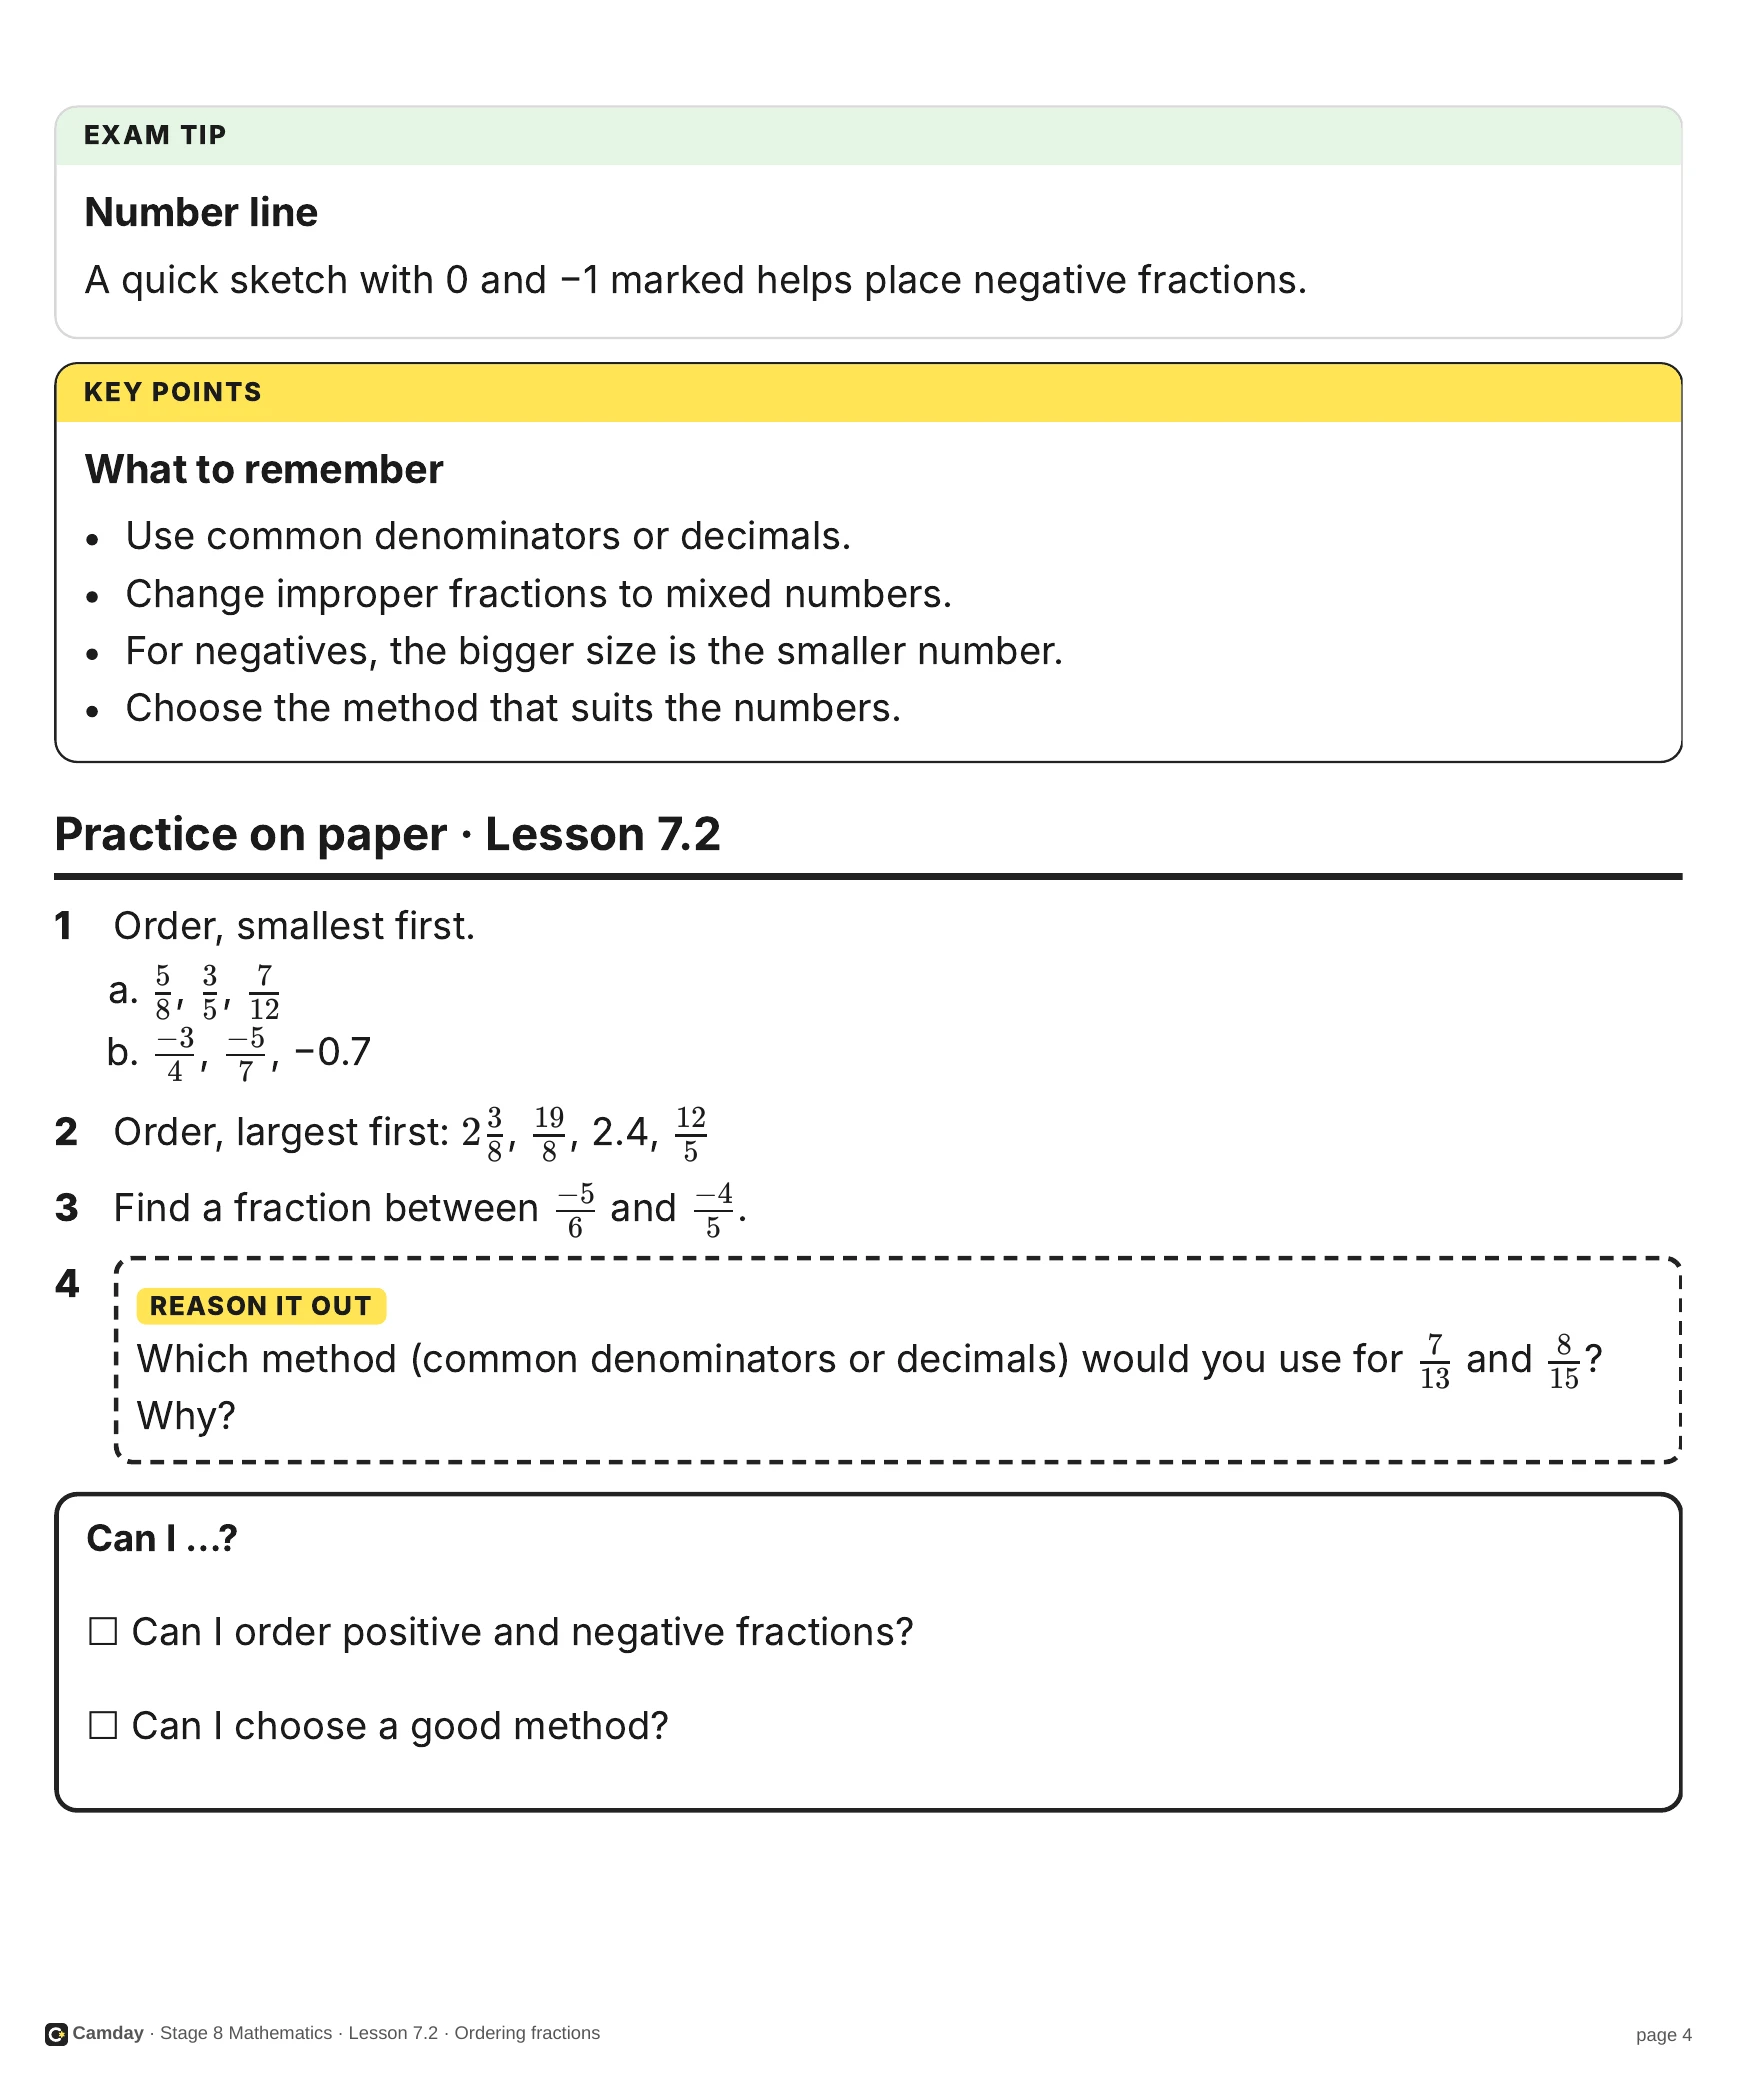 EXAM TIP
Number line
A quick sketch with 0 and −1 marked helps place negative fractions.
KEY POINTS
What to remember
• Use common denominators or decimals.
• Change improper fractions to mixed numbers.
• For negatives, the bigger size is the smaller number.
• Choose the method that suits the numbers.
Practice on paper · Lesson 7.2
1 Order, smallest first.
a. 5/8, 3/5, 7/12
b. −3/4, −5/7, −0.7
2 Order, largest first: 2 3/8, 19/8, 2.4, 12/5
3 Find a fraction between −5/6 and −4/5.
4 REASON IT OUT
Which method (common denominators or decimals) would you use for 7/13 and 8/15?
Why?
Can I …?
☐ Can I order positive and negative fractions?
☐ Can I choose a good method?
Camday · Stage 8 Mathematics · Lesson 7.2 · Ordering fractions page 4